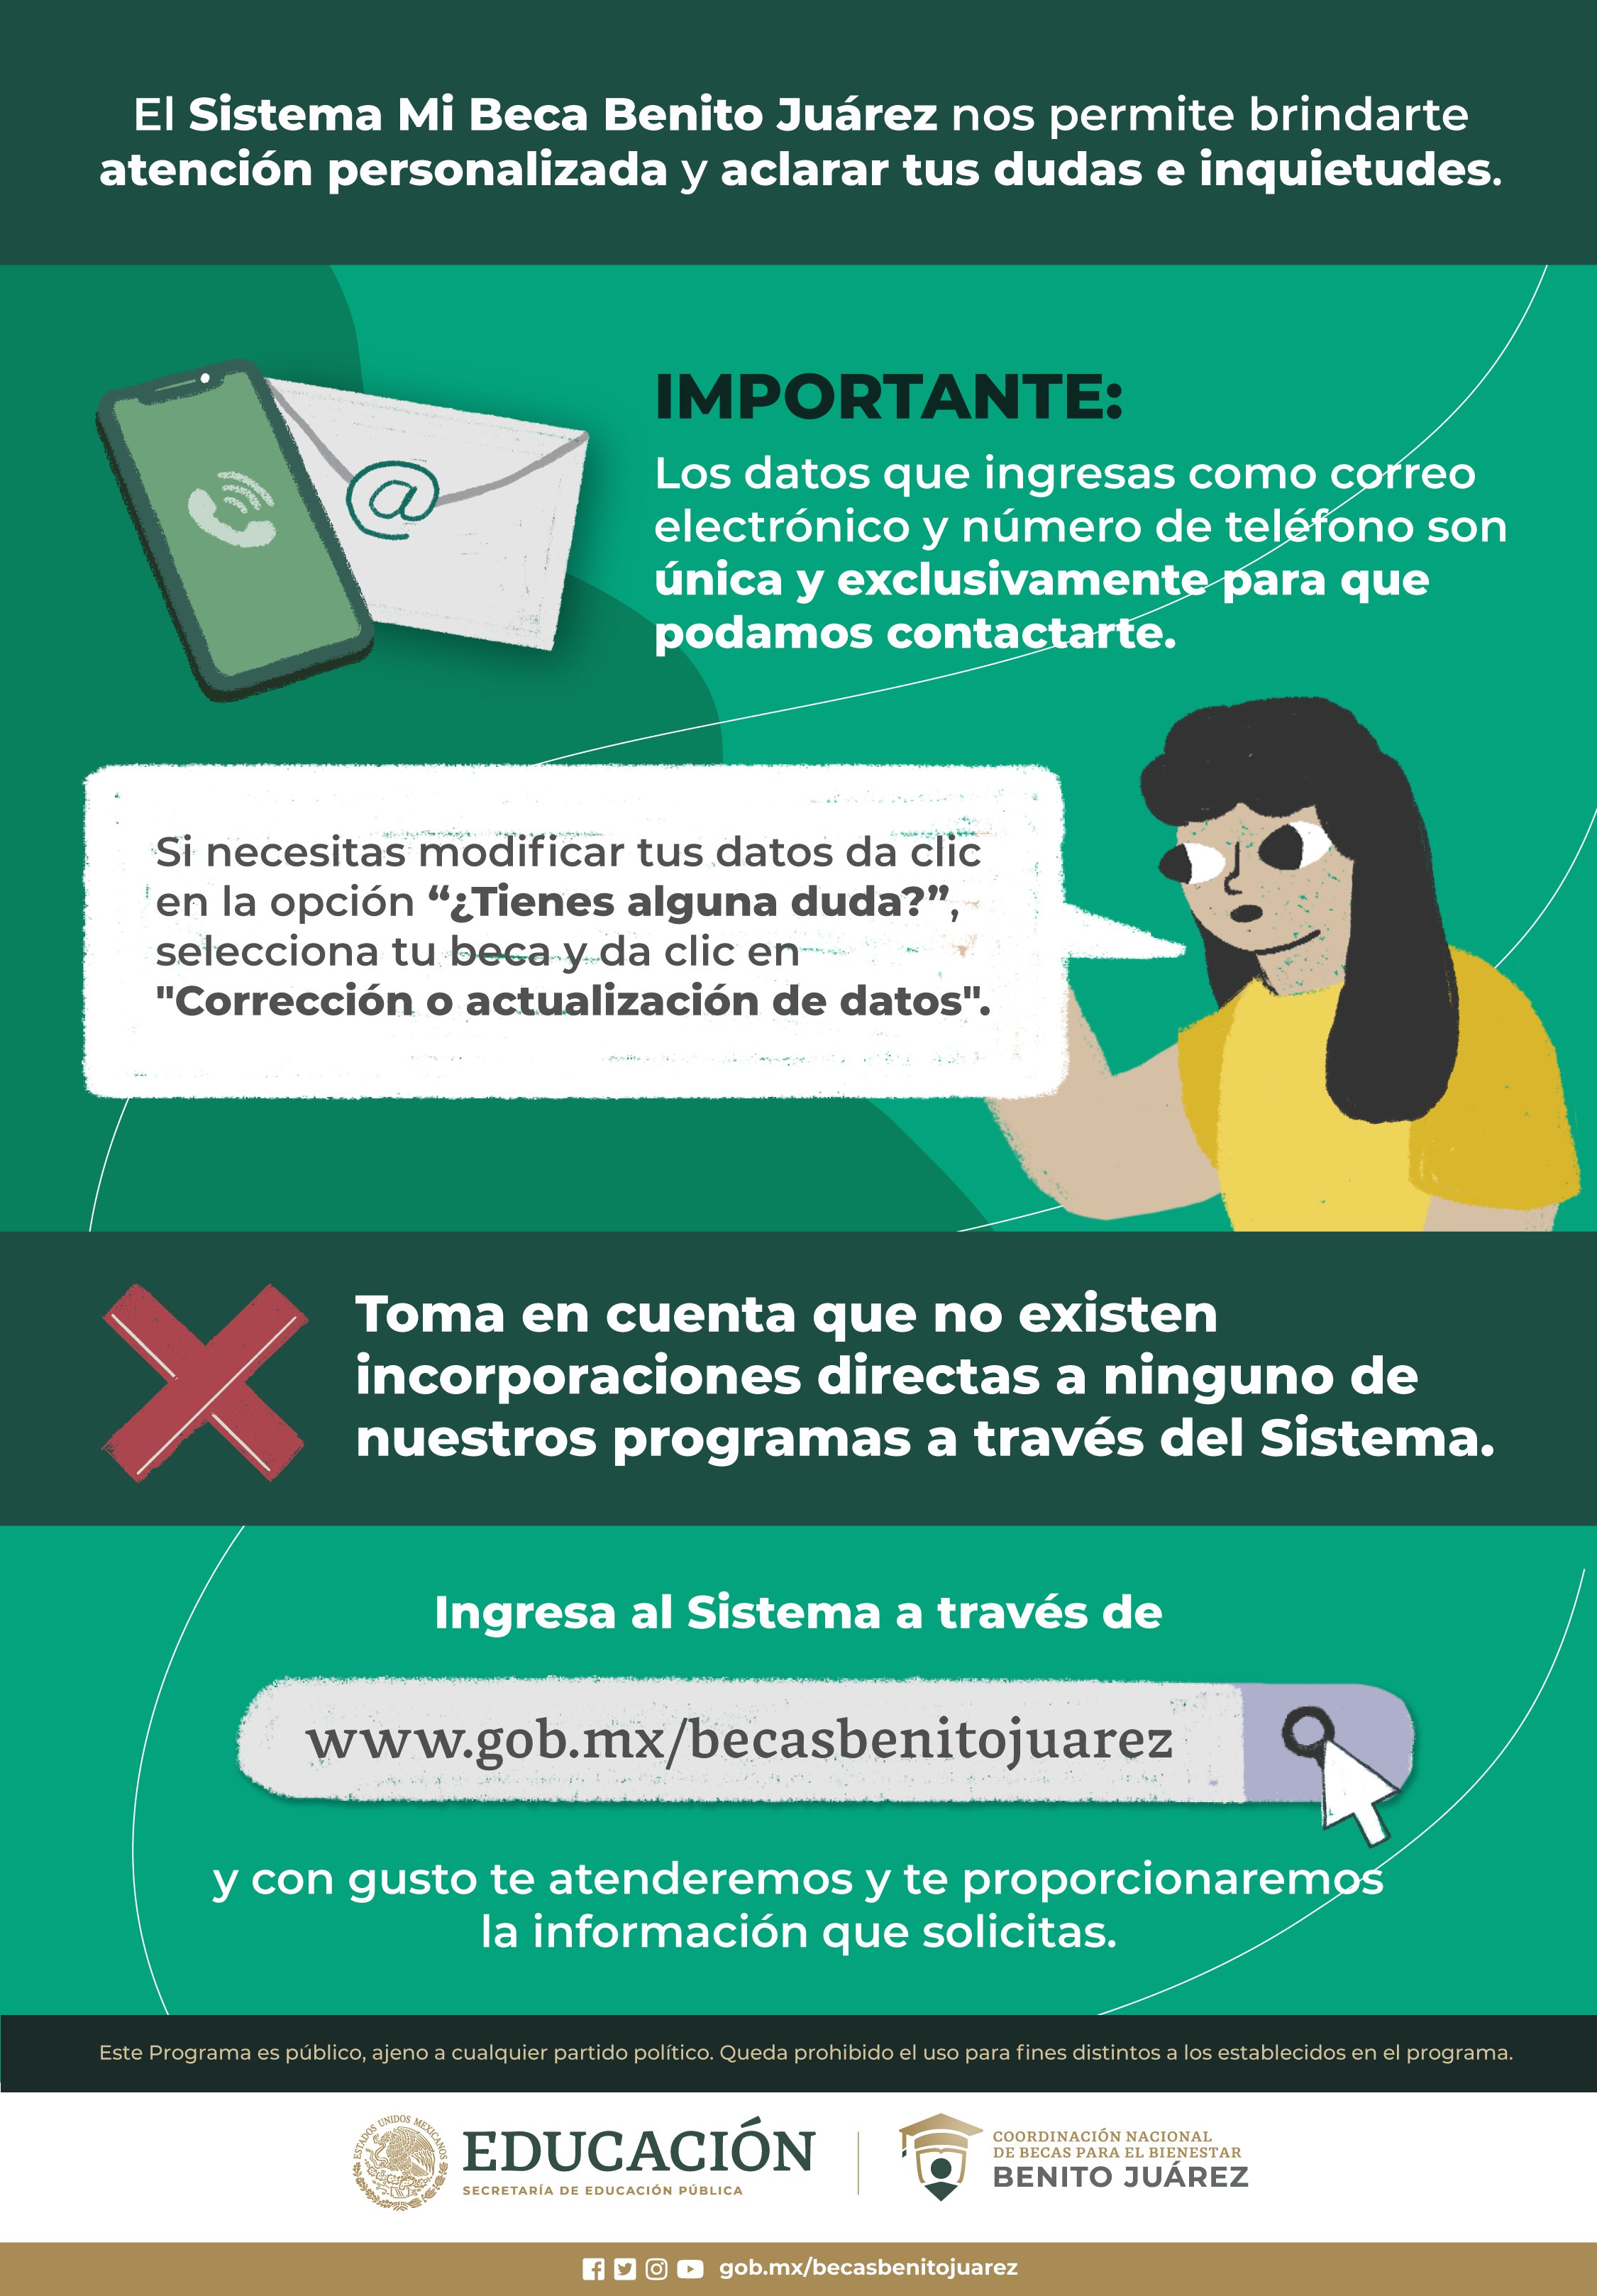 El Sistema Mi Beca Benito Juárez nos permite brindarte
atención personalizada y aclarar tus dudas e inquietudes.
IMPORTANTE:
Los datos que ingresas como correo
electrónico y número de teléfono son
única y exclusivamente para que
podamos contactarte.
@
Si necesitas modificar tus datos da clic
en la opción “¿Tienes alguna duda?”,
selecciona tu beca y da clic en
"Corrección o actualización de datos".
Toma en cuenta que no existen
incorporaciones directas a ninguno de
nuestros programas a través del Sistema.
Ingresa al Sistema a través de
www.gob.mx/becasbenitojuarez
y con gusto te atenderemos y te proporcionaremos
la información que solicitas.
Este Programa es público, ajeno a cualquier partido político. Queda prohibido el uso para fines distintos a los establecidos en el programa.
ESTADOS UNIDOS MEXICANOS
EDUCACIÓN
SECRETARÍA DE EDUCACIÓN PÚBLICA
COORDINACIÓN NACIONAL
DE BECAS PARA EL BIENESTAR
BENITO JUÁREZ
gob.mx/becasbenitojuarez